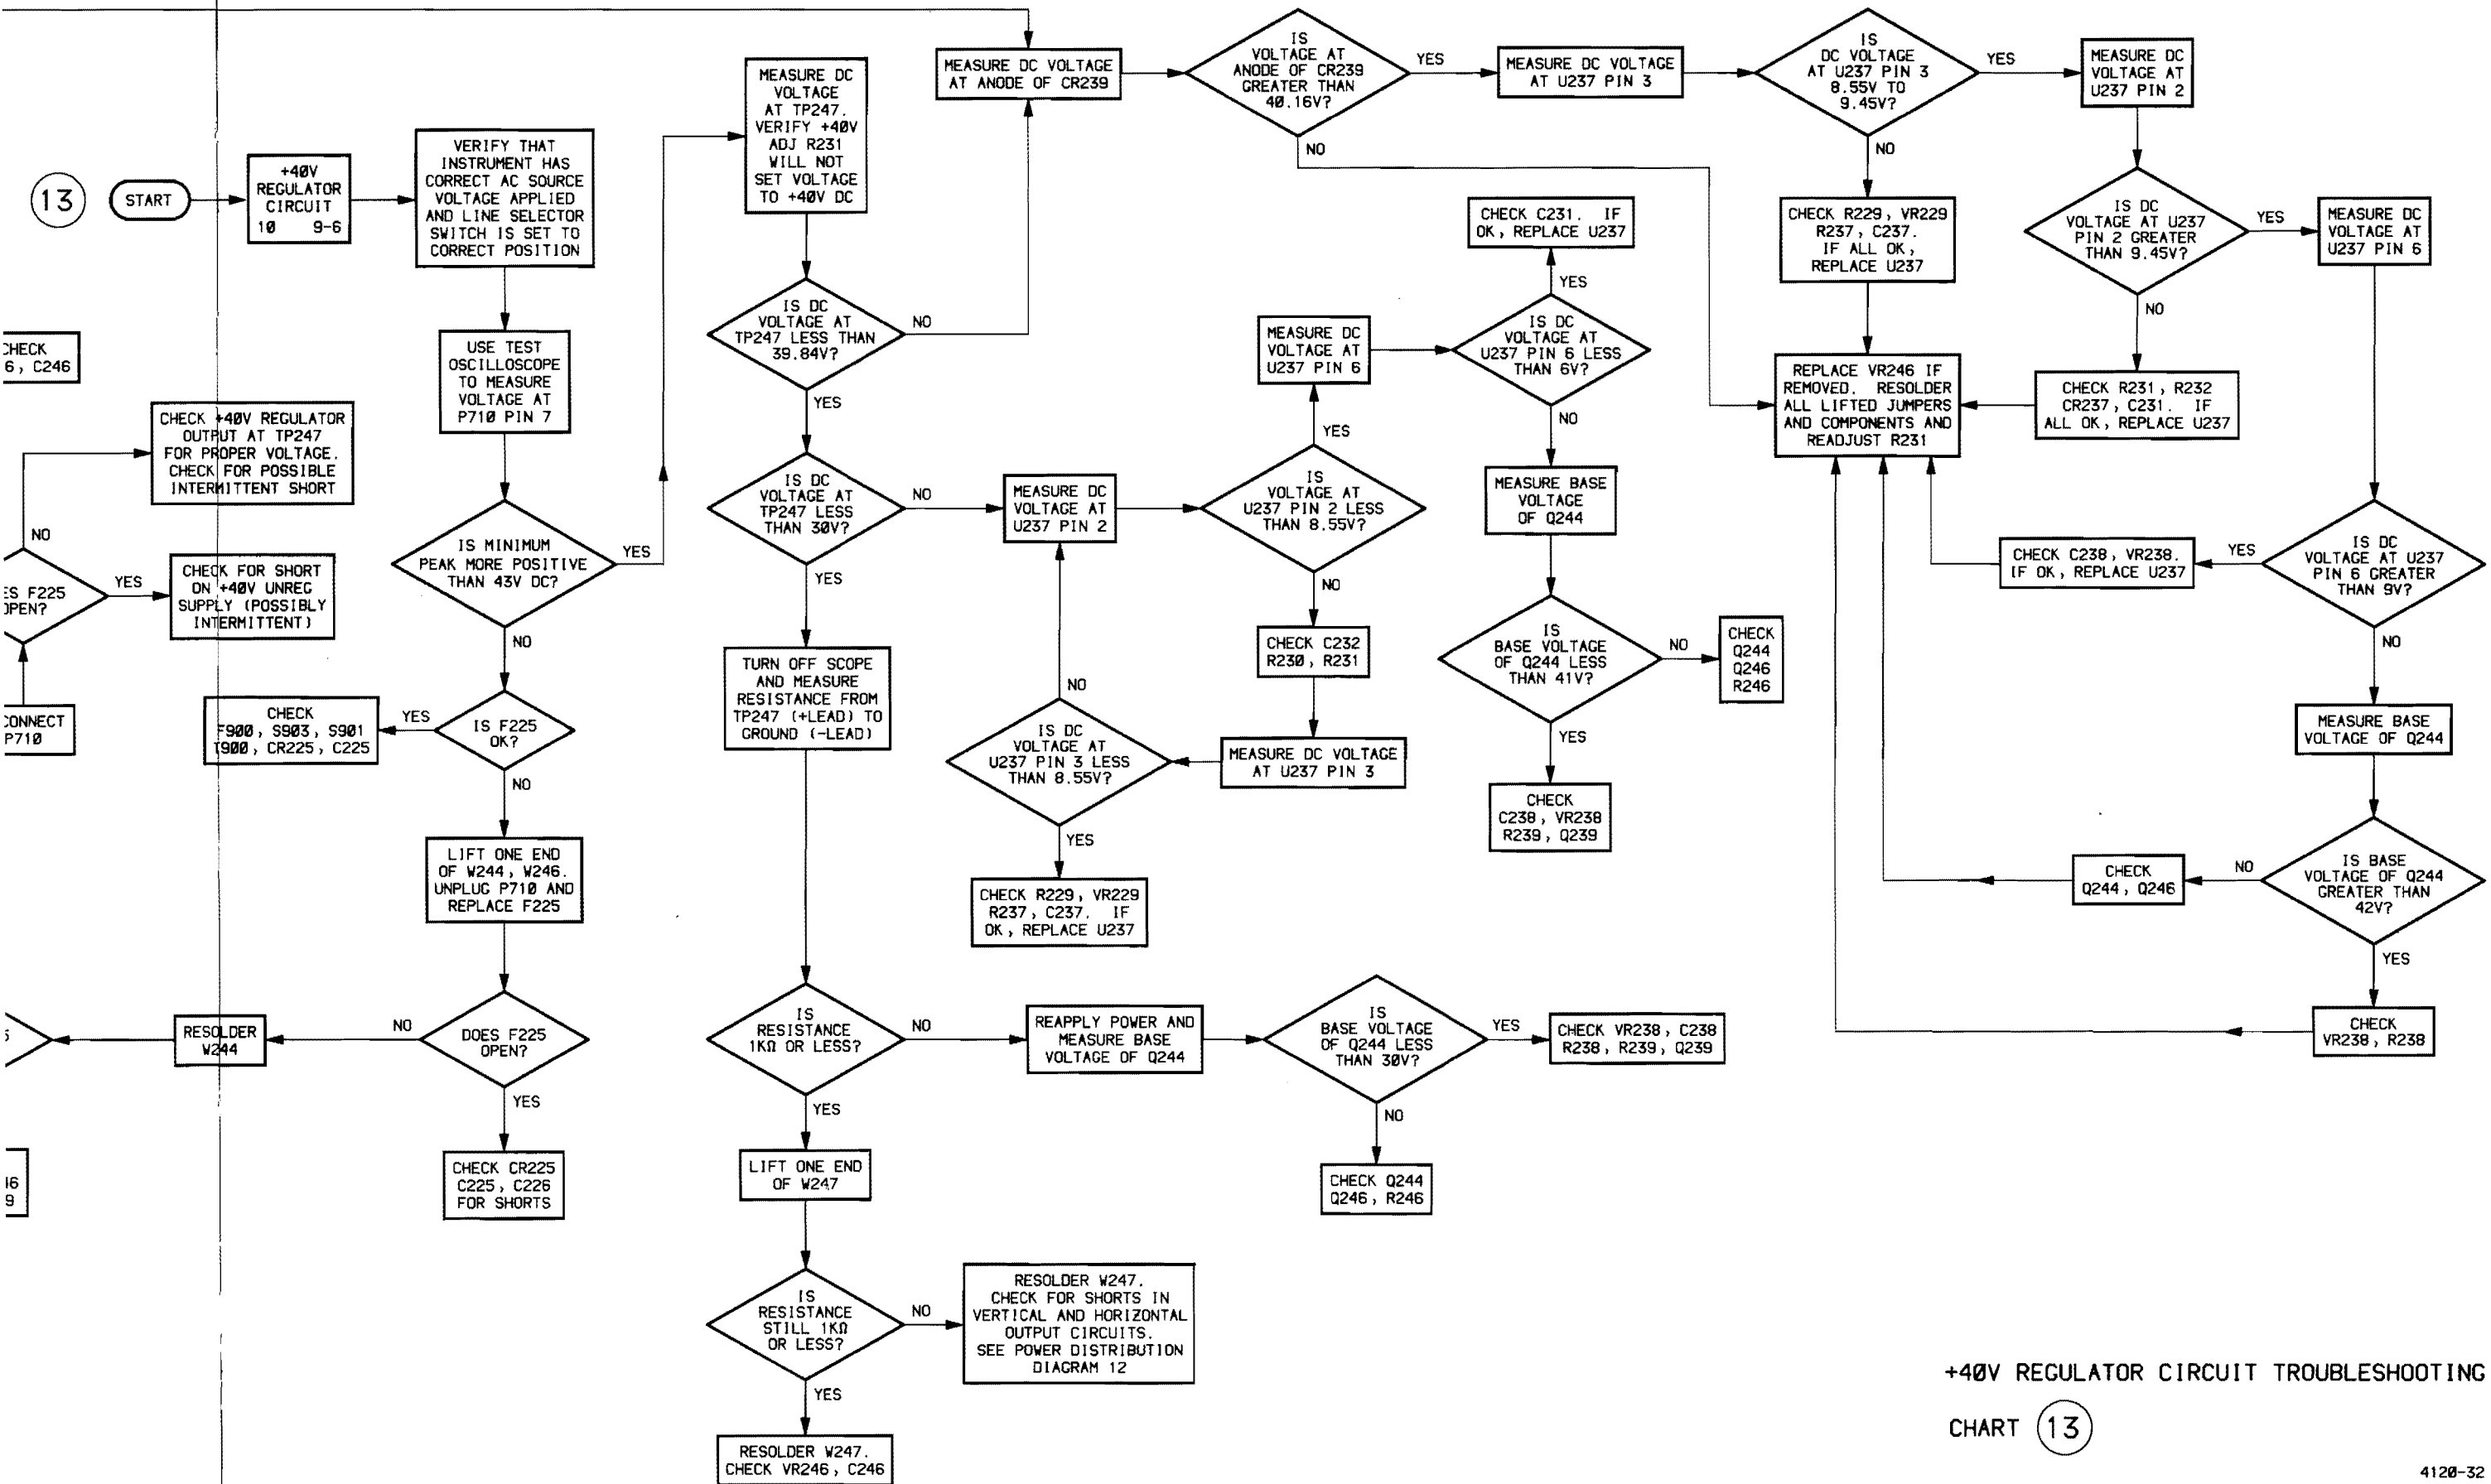 13
START
+40V
REGULATOR
CIRCUIT
10 9-6
VERIFY THAT
INSTRUMENT HAS
CORRECT AC SOURCE
VOLTAGE APPLIED
AND LINE SELECTOR
SWITCH IS SET TO
CORRECT POSITION
USE TEST
OSCILLOSCOPE
TO MEASURE
VOLTAGE AT
P710 PIN 7
IS MINIMUM
PEAK MORE POSITIVE
THAN 43V DC?
YES
NO
IS F225
OK?
YES
CHECK
F900, S903, S901
T900, CR225, C225
NO
LIFT ONE END
OF W244, W246.
UNPLUG P710 AND
REPLACE F225
DOES F225
OPEN?
NO
RESOLDER
W244
YES
CHECK CR225
C225, C226
FOR SHORTS
CHECK
6, C246
CHECK +40V REGULATOR
OUTPUT AT TP247
FOR PROPER VOLTAGE.
CHECK FOR POSSIBLE
INTERMITTENT SHORT
NO
ES F225
OPEN?
YES
CHECK FOR SHORT
ON +40V UNREG
SUPPLY (POSSIBLY
INTERMITTENT)
CONNECT
P710
5
16
9
MEASURE DC
VOLTAGE
AT TP247.
VERIFY +40V
ADJ R231
WILL NOT
SET VOLTAGE
TO +40V DC
IS DC
VOLTAGE AT
TP247 LESS THAN
39.84V?
NO
YES
IS DC
VOLTAGE AT
TP247 LESS
THAN 30V?
NO
YES
TURN OFF SCOPE
AND MEASURE
RESISTANCE FROM
TP247 (+LEAD) TO
GROUND (-LEAD)
IS
RESISTANCE
1KΩ OR LESS?
NO
YES
LIFT ONE END
OF W247
IS
RESISTANCE
STILL 1KΩ
OR LESS?
NO
RESOLDER W247.
CHECK FOR SHORTS IN
VERTICAL AND HORIZONTAL
OUTPUT CIRCUITS.
SEE POWER DISTRIBUTION
DIAGRAM 12
YES
RESOLDER W247.
CHECK VR246, C246
REAPPLY POWER AND
MEASURE BASE
VOLTAGE OF Q244
IS
BASE VOLTAGE
OF Q244 LESS
THAN 30V?
YES
CHECK VR238, C238
R238, R239, Q239
NO
CHECK Q244
Q246, R246
MEASURE DC
VOLTAGE AT
U237 PIN 2
IS
VOLTAGE AT
U237 PIN 2 LESS
THAN 8.55V?
YES
NO
CHECK C232
R230, R231
MEASURE DC VOLTAGE
AT U237 PIN 3
IS DC
VOLTAGE AT
U237 PIN 3 LESS
THAN 8.55V?
NO
YES
CHECK R229, VR229
R237, C237. IF
OK, REPLACE U237
MEASURE DC
VOLTAGE AT
U237 PIN 6
IS DC
VOLTAGE AT
U237 PIN 6 LESS
THAN 6V?
YES
CHECK C231. IF
OK, REPLACE U237
NO
MEASURE BASE
VOLTAGE
OF Q244
IS
BASE VOLTAGE
OF Q244 LESS
THAN 41V?
NO
CHECK
Q244
Q246
R246
YES
CHECK
C238, VR238
R239, Q239
MEASURE DC VOLTAGE
AT ANODE OF CR239
IS
VOLTAGE AT
ANODE OF CR239
GREATER THAN
40.16V?
YES
NO
MEASURE DC VOLTAGE
AT U237 PIN 3
IS
DC VOLTAGE
AT U237 PIN 3
8.55V TO
9.45V?
YES
NO
CHECK R229, VR229
R237, C237.
IF ALL OK,
REPLACE U237
REPLACE VR246 IF
REMOVED. RESOLDER
ALL LIFTED JUMPERS
AND COMPONENTS AND
READJUST R231
MEASURE DC
VOLTAGE AT
U237 PIN 2
IS DC
VOLTAGE AT U237
PIN 2 GREATER
THAN 9.45V?
YES
NO
CHECK R231, R232
CR237, C231. IF
ALL OK, REPLACE U237
MEASURE DC
VOLTAGE AT
U237 PIN 6
IS DC
VOLTAGE AT U237
PIN 6 GREATER
THAN 9V?
YES
CHECK C238, VR238.
IF OK, REPLACE U237
NO
MEASURE BASE
VOLTAGE OF Q244
IS BASE
VOLTAGE OF Q244
GREATER THAN
42V?
NO
CHECK
Q244, Q246
YES
CHECK
VR238, R238
+40V REGULATOR CIRCUIT TROUBLESHOOTING
CHART 13
4120-32